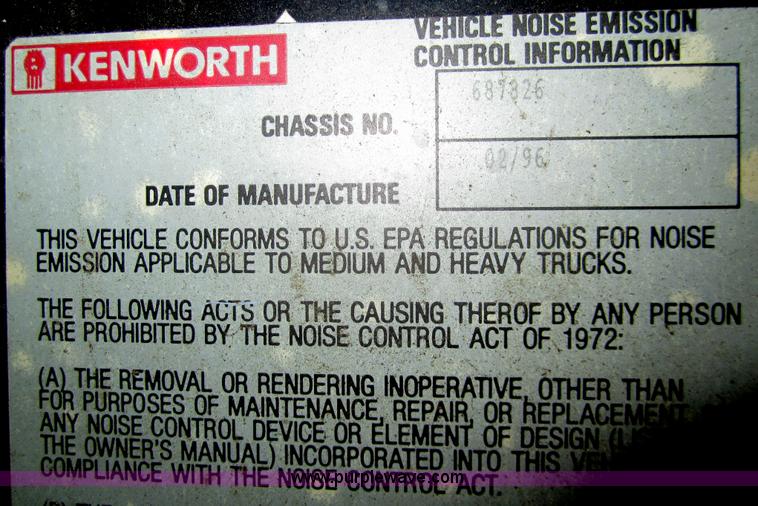 VEHICLE NOISE EMISSION
CONTROL INFORMATION
KENWORTH
CHASSIS NO. 687326
DATE OF MANUFACTURE 02/96
THIS VEHICLE CONFORMS TO U.S. EPA REGULATIONS FOR NOISE
EMISSION APPLICABLE TO MEDIUM AND HEAVY TRUCKS.
THE FOLLOWING ACTS OR THE CAUSING THEROF BY ANY PERSON
ARE PROHIBITED BY THE NOISE CONTROL ACT OF 1972:
(A) THE REMOVAL OR RENDERING INOPERATIVE, OTHER THAN
FOR PURPOSES OF MAINTENANCE, REPAIR, OR REPLACEMENT
ANY NOISE CONTROL DEVICE OR ELEMENT OF DESIGN
THE OWNER'S MANUAL) INCORPORATED INTO THIS
COMPLIANCE WITH THE NOISE CONTROL ACT.
www.purplewave.com